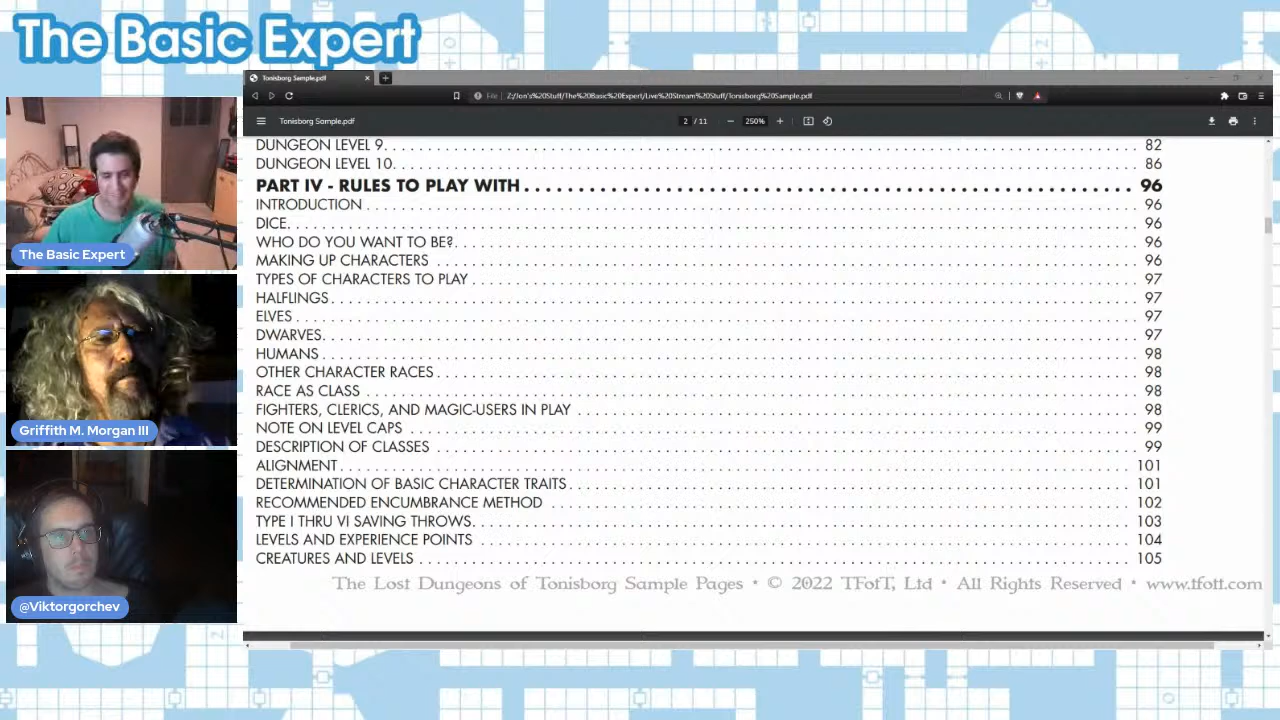 The Basic Expert
Tonisborg Sample.pdf
File
Z:/Jon's%20Stuff/The%20Basic%20Expert/Live%20Stream%20Stuff/Tonisborg%20Sample.pdf
Tonisborg Sample.pdf
2 / 11
250%
DUNGEON LEVEL 9. 82
DUNGEON LEVEL 10. 86
PART IV - RULES TO PLAY WITH 96
INTRODUCTION 96
DICE. 96
WHO DO YOU WANT TO BE?. 96
MAKING UP CHARACTERS 96
TYPES OF CHARACTERS TO PLAY 97
HALFLINGS 97
ELVES 97
DWARVES. 97
HUMANS 98
OTHER CHARACTER RACES 98
RACE AS CLASS 98
FIGHTERS, CLERICS, AND MAGIC-USERS IN PLAY 98
NOTE ON LEVEL CAPS 99
DESCRIPTION OF CLASSES 99
ALIGNMENT 101
DETERMINATION OF BASIC CHARACTER TRAITS 101
RECOMMENDED ENCUMBRANCE METHOD 102
TYPE I THRU VI SAVING THROWS. 103
LEVELS AND EXPERIENCE POINTS 104
CREATURES AND LEVELS 105
The Lost Dungeons of Tonisborg Sample Pages • © 2022 TFoTT, Ltd • All Rights Reserved • www.tfott.com
The Basic Expert
Griffith M. Morgan III
@Viktorgorchev